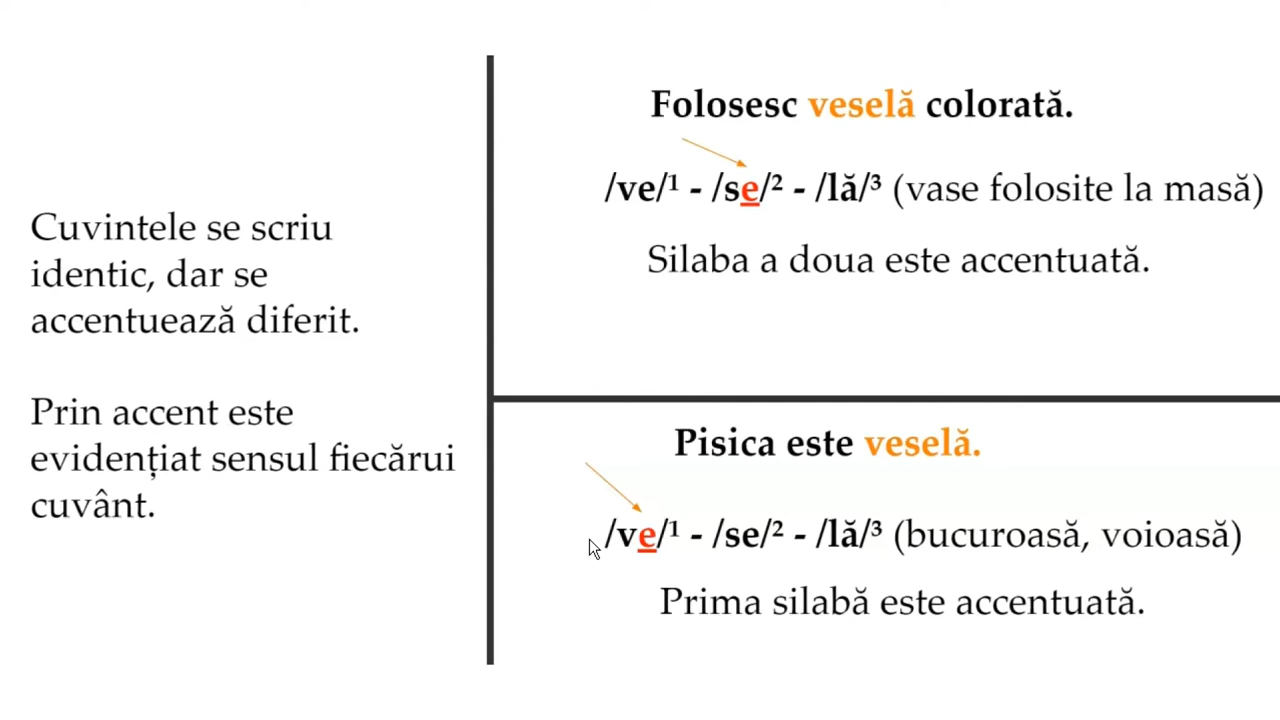 Cuvintele se scriu
identic, dar se
accentuează diferit.
Prin accent este
evidențiat sensul fiecărui
cuvânt.
Folosesc veselă colorată.
/ve/¹ - /se/² - /lă/³ (vase folosite la masă)
Silaba a doua este accentuată.
Pisica este veselă.
/ve/¹ - /se/² - /lă/³ (bucuroasă, voioasă)
Prima silabă este accentuată.